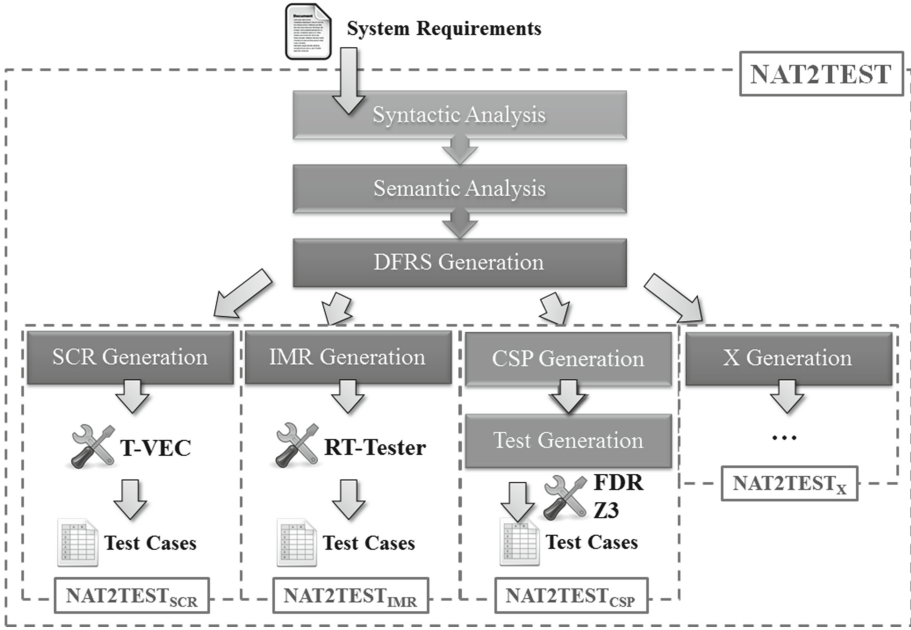 Document
System Requirements
NAT2TEST
Syntactic Analysis
Semantic Analysis
DFRS Generation
SCR Generation
IMR Generation
CSP Generation
X Generation
T-VEC
RT-Tester
Test Generation
...
FDR
Z3
NAT2TESTX
Test Cases
Test Cases
Test Cases
NAT2TESTSCR
NAT2TESTIMR
NAT2TESTCSP